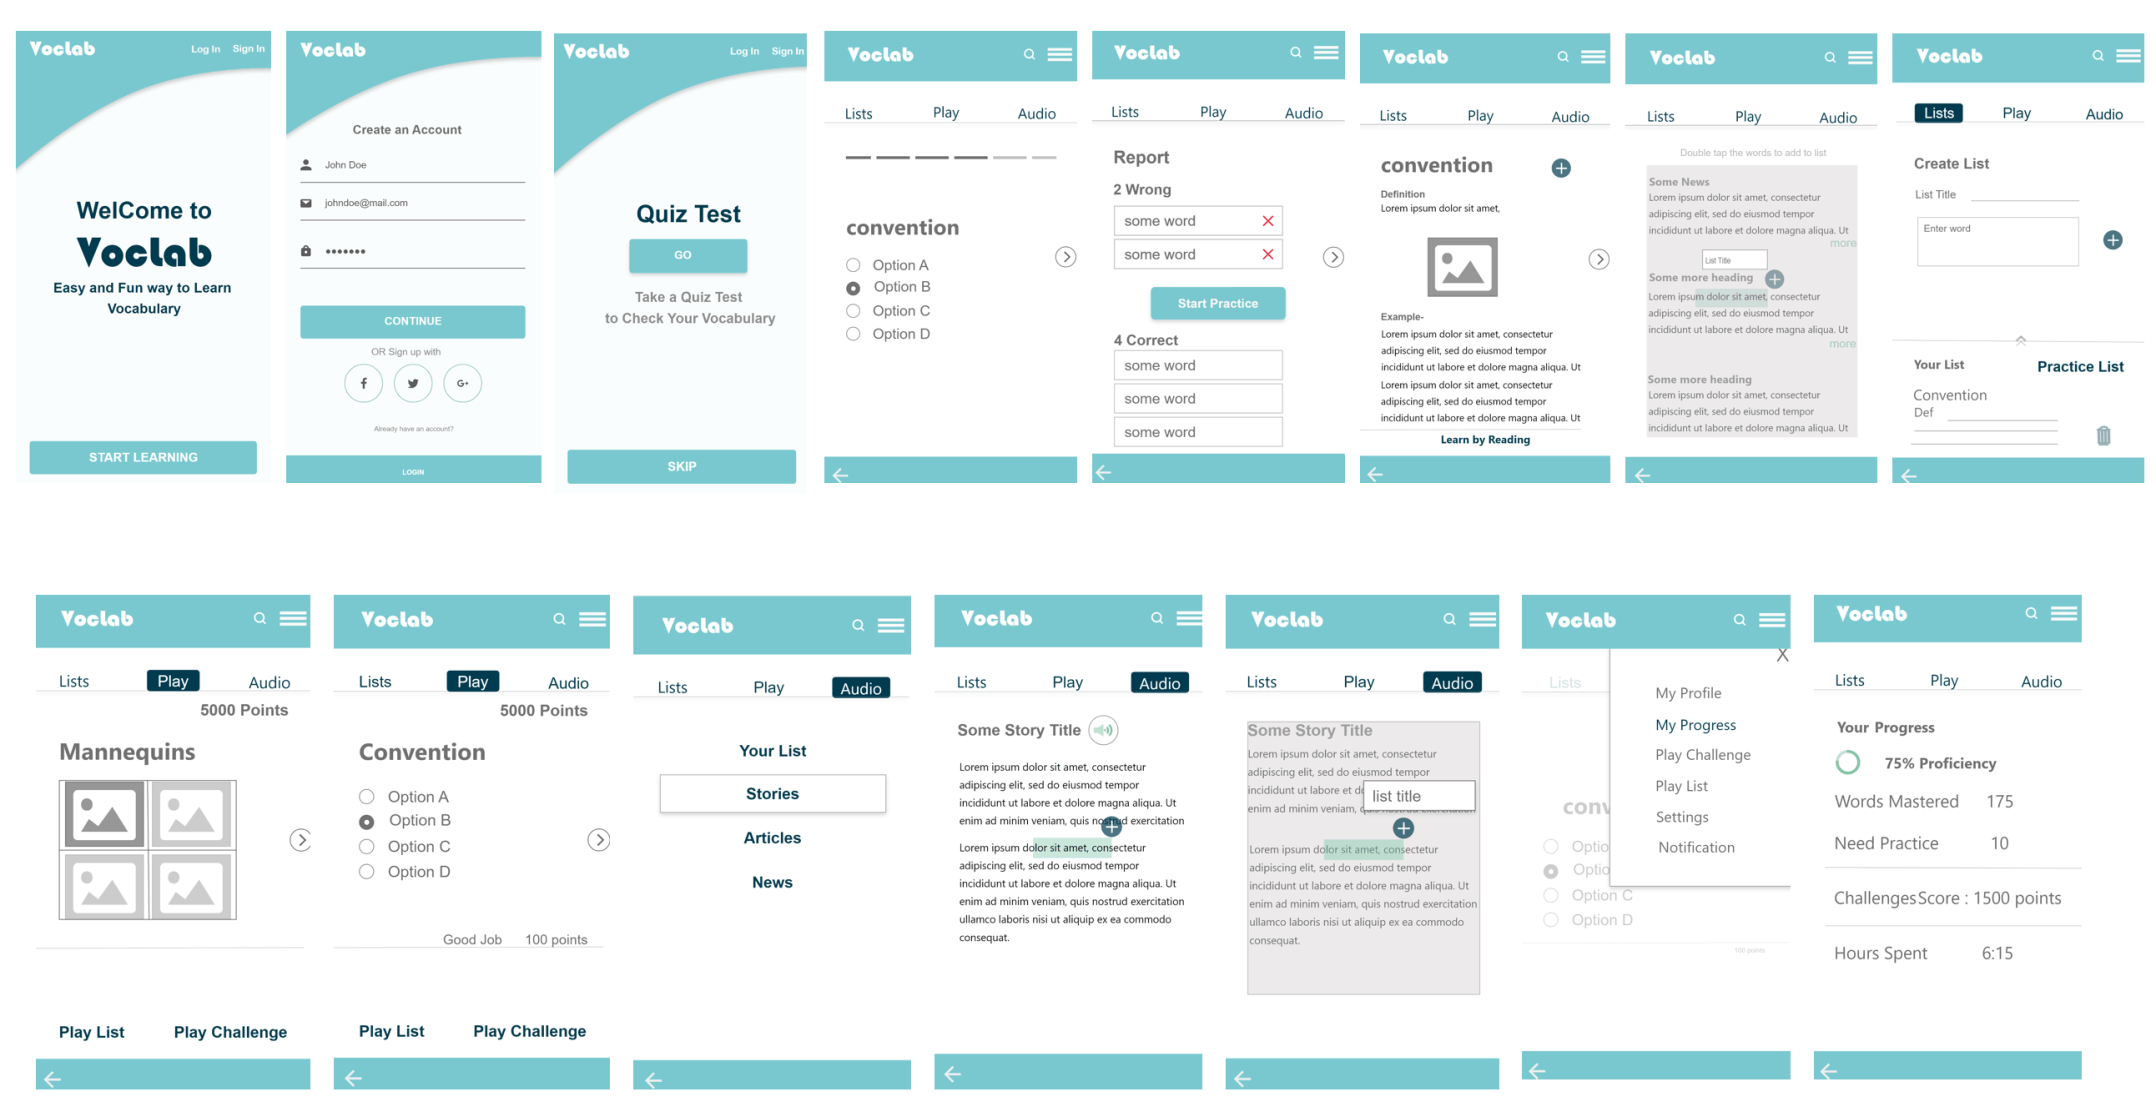 Voclab
Log In Sign In
WelCome to
Voclab
Easy and Fun way to Learn
Vocabulary
START LEARNING
Voclab
Create an Account
John Doe
johndoe@mail.com
CONTINUE
OR Sign up with
f
G+
Already have an account?
LOGIN
Voclab
Log In Sign In
Quiz Test
GO
Take a Quiz Test
to Check Your Vocabulary
SKIP
Voclab
Lists Play Audio
convention
Option A
Option B
Option C
Option D
Voclab
Lists Play Audio
Report
2 Wrong
some word
some word
Start Practice
4 Correct
some word
some word
some word
Voclab
Lists Play Audio
convention
Definition
Lorem ipsum dolor sit amet,
Example-
Lorem ipsum dolor sit amet, consectetur
adipiscing elit, sed do eiusmod tempor
incididunt ut labore et dolore magna aliqua. Ut
Lorem ipsum dolor sit amet, consectetur
adipiscing elit, sed do eiusmod tempor
incididunt ut labore et dolore magna aliqua. Ut
Learn by Reading
Voclab
Lists Play Audio
Double tap the words to add to list
Some News
Lorem ipsum dolor sit amet, consectetur
adipiscing elit, sed do eiusmod tempor
incididunt ut labore et dolore magna aliqua. Ut
more
List Title
Some more heading
Lorem ipsum dolor sit amet, consectetur
adipiscing elit, sed do eiusmod tempor
incididunt ut labore et dolore magna aliqua. Ut
more
Some more heading
Lorem ipsum dolor sit amet, consectetur
adipiscing elit, sed do eiusmod tempor
incididunt ut labore et dolore magna aliqua. Ut
Voclab
Lists Play Audio
Create List
List Title
Enter word
Your List Practice List
Convention
Def
Voclab
Lists Play Audio
5000 Points
Mannequins
Play List Play Challenge
Voclab
Lists Play Audio
5000 Points
Convention
Option A
Option B
Option C
Option D
Good Job 100 points
Play List Play Challenge
Voclab
Lists Play Audio
Your List
Stories
Articles
News
Voclab
Lists Play Audio
Some Story Title
Lorem ipsum dolor sit amet, consectetur
adipiscing elit, sed do eiusmod tempor
incididunt ut labore et dolore magna aliqua. Ut
enim ad minim veniam, quis nostrud exercitation
Lorem ipsum dolor sit amet, consectetur
adipiscing elit, sed do eiusmod tempor
incididunt ut labore et dolore magna aliqua. Ut
enim ad minim veniam, quis nostrud exercitation
ullamco laboris nisi ut aliquip ex ea commodo
consequat.
Voclab
Lists Play Audio
Some Story Title
Lorem ipsum dolor sit amet, consectetur
adipiscing elit, sed do eiusmod tempor
incididunt ut labore et
list title
enim ad minim veniam, exercitation
Lorem ipsum dolor sit amet, consectetur
adipiscing elit, sed do eiusmod tempor
incididunt ut labore et dolore magna aliqua. Ut
enim ad minim veniam, quis nostrud exercitation
ullamco laboris nisi ut aliquip ex ea commodo
consequat.
Voclab
X
Lists
My Profile
My Progress
Play Challenge
Play List
Settings
Notification
conv
Optio
Optio
Option C
Option D
100 points
Voclab
Lists Play Audio
Your Progress
75% Proficiency
Words Mastered 175
Need Practice 10
Challenges Score : 1500 points
Hours Spent 6:15